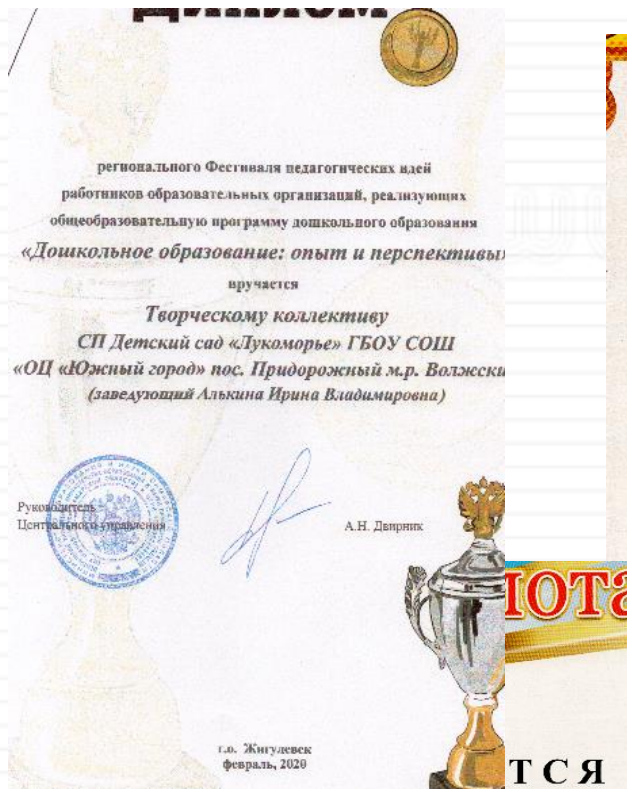 ДИПЛОМ
регионального Фестиваля педагогических идей
работников образовательных организаций, реализующих
общеобразовательную программу дошкольного образования
«Дошкольное образование: опыт и перспективы
вручается
Творческому коллективу
СП Детский сад «Лукоморье» ГБОУ СОШ
«ОЦ «Южный город» пос. Придорожный м.р. Волжски
(заведующий Алькина Ирина Владимировна)
Руководитель
Центрального управления
А.Н. Двирник
г.о. Жигулевск
февраль, 2020
ота
ТСЯ